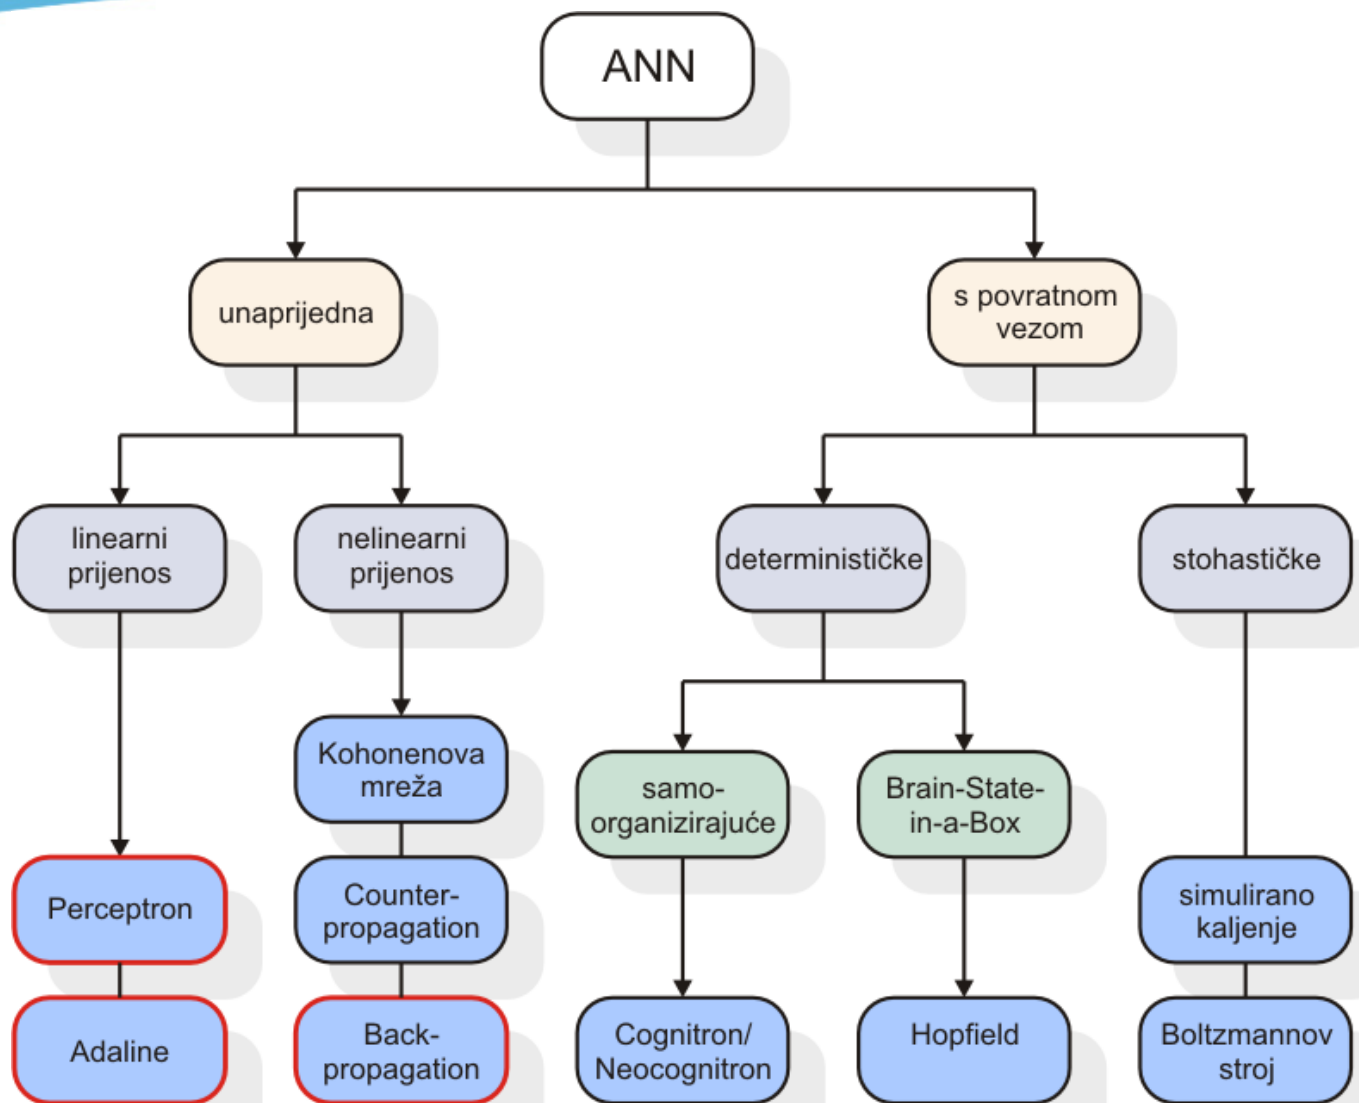 ANN
unaprijedna
s povratnom
vezom
linearni
prijenos
nelinearni
prijenos
determinističke
stohastičke
Kohonenova
mreža
samo-
organizirajuće
Brain-State-
in-a-Box
Perceptron
Counter-
propagation
simulirano
kaljenje
Adaline
Back-
propagation
Cognitron/
Neocognitron
Hopfield
Boltzmannov
stroj